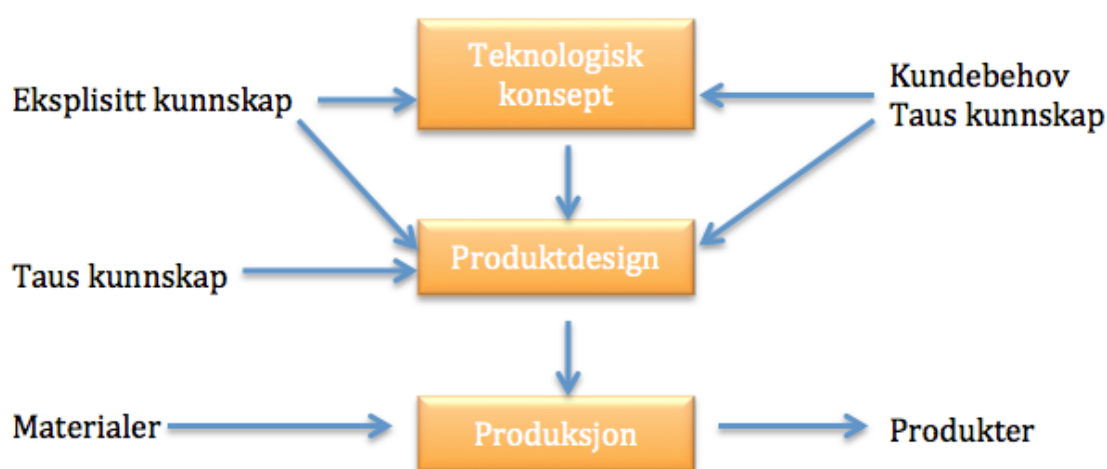 Teknologisk
konsept
Eksplisitt kunnskap
Kundebehov
Taus kunnskap
Produktdesign
Taus kunnskap
Materialer
Produksjon
Produkter